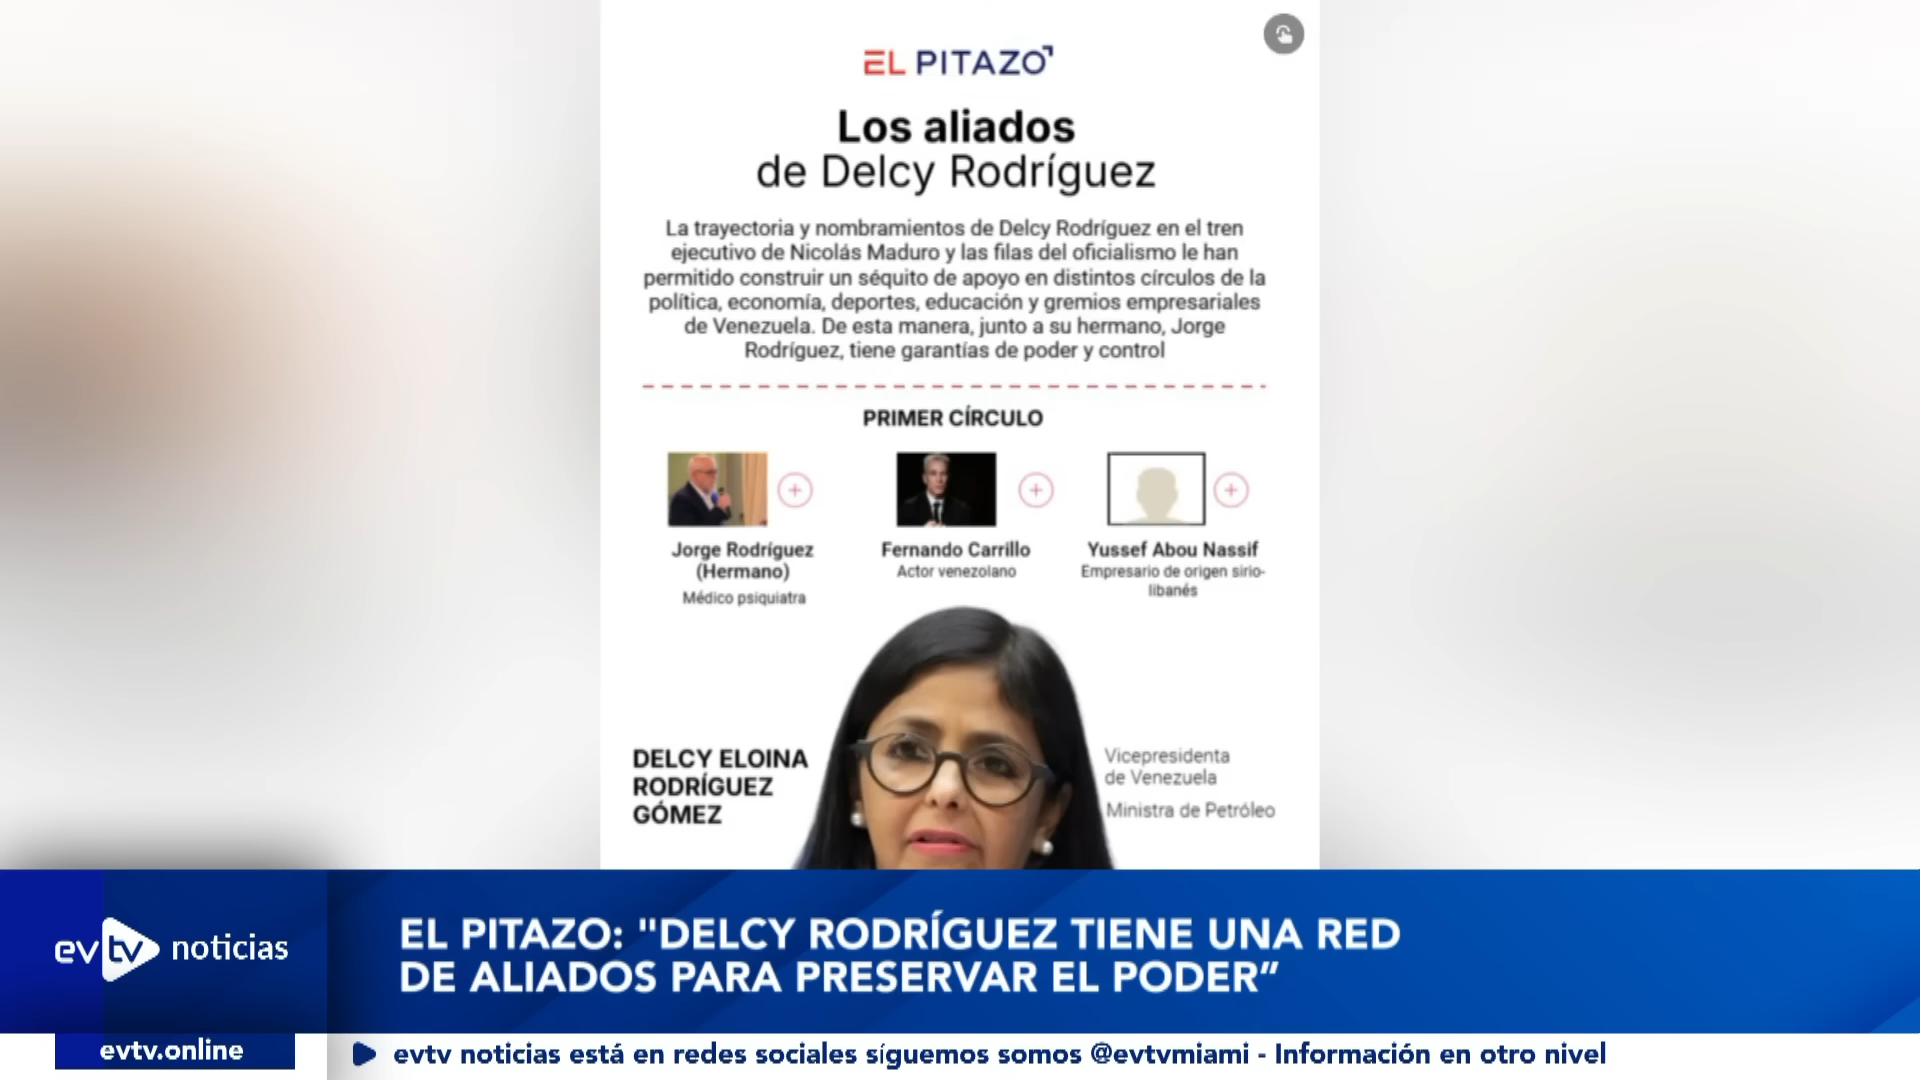 EL PITAZO
Los aliados
de Delcy Rodríguez
La trayectoria y nombramientos de Delcy Rodríguez en el tren
ejecutivo de Nicolás Maduro y las filas del oficialismo le han
permitido construir un séquito de apoyo en distintos círculos de la
política, economía, deportes, educación y gremios empresariales
de Venezuela. De esta manera, junto a su hermano, Jorge
Rodríguez, tiene garantías de poder y control
PRIMER CÍRCULO
Jorge Rodríguez
(Hermano)
Médico psiquiatra
Fernando Carrillo
Actor venezolano
Yussef Abou Nassif
Empresario de origen sirio-
libanés
DELCY ELOINA
RODRÍGUEZ
GÓMEZ
Vicepresidenta
de Venezuela
Ministra de Petróleo
evtv noticias
EL PITAZO: "DELCY RODRÍGUEZ TIENE UNA RED
DE ALIADOS PARA PRESERVAR EL PODER”
evtv.online
evtv noticias está en redes sociales síguemos somos @evtvmiami - Información en otro nivel